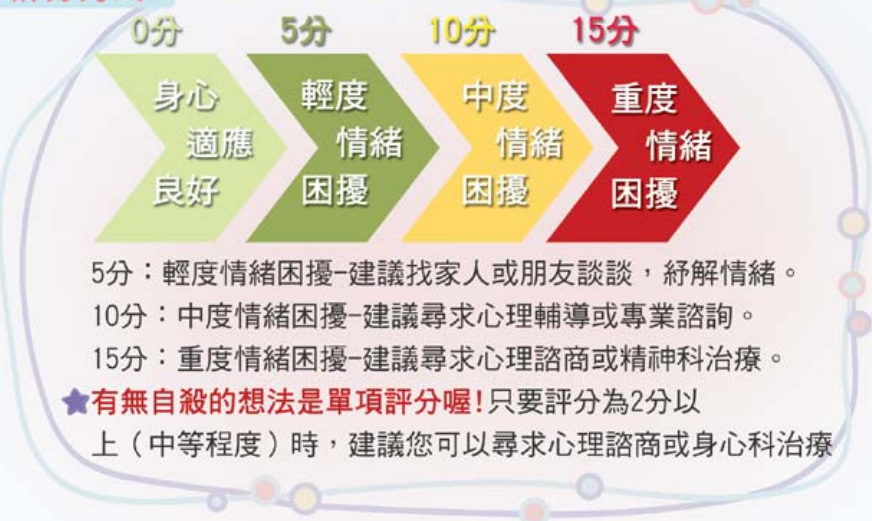 0分 5分 10分 15分
身心適應良好
輕度情緒困擾
中度情緒困擾
重度情緒困擾
5分：輕度情緒困擾-建議找家人或朋友談談，紓解情緒。
10分：中度情緒困擾-建議尋求心理輔導或專業諮詢。
15分：重度情緒困擾-建議尋求心理諮商或精神科治療。
有無自殺的想法是單項評分喔!只要評分為2分以
上（中等程度）時，建議您可以尋求心理諮商或身心科治療